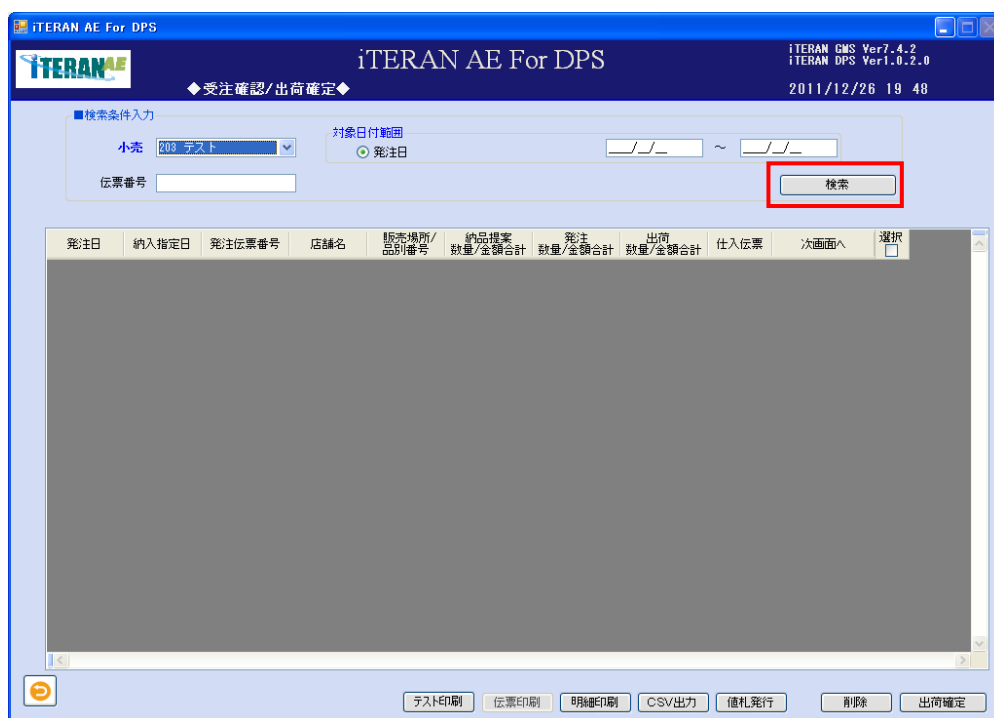 iTERAN AE For DPS
iTERAN AE
iTERAN AE For DPS
iTERAN GMS Ver7.4.2
iTERAN DPS Ver1.0.2.0
◆受注確認/出荷確定◆
2011/12/26 19 48
■検索条件入力
小売 203 テスト
対象日付範囲
発注日 __/_/_ ～ __/_/_
伝票番号
検索
発注日 納入指定日 発注伝票番号 店舗名 販売場所/品別番号 納品提案数量/金額合計 発注数量/金額合計 出荷数量/金額合計 仕入伝票 次画面へ 選択
テスト印刷 伝票印刷 明細印刷 CSV出力 値札発行 削除 出荷確定